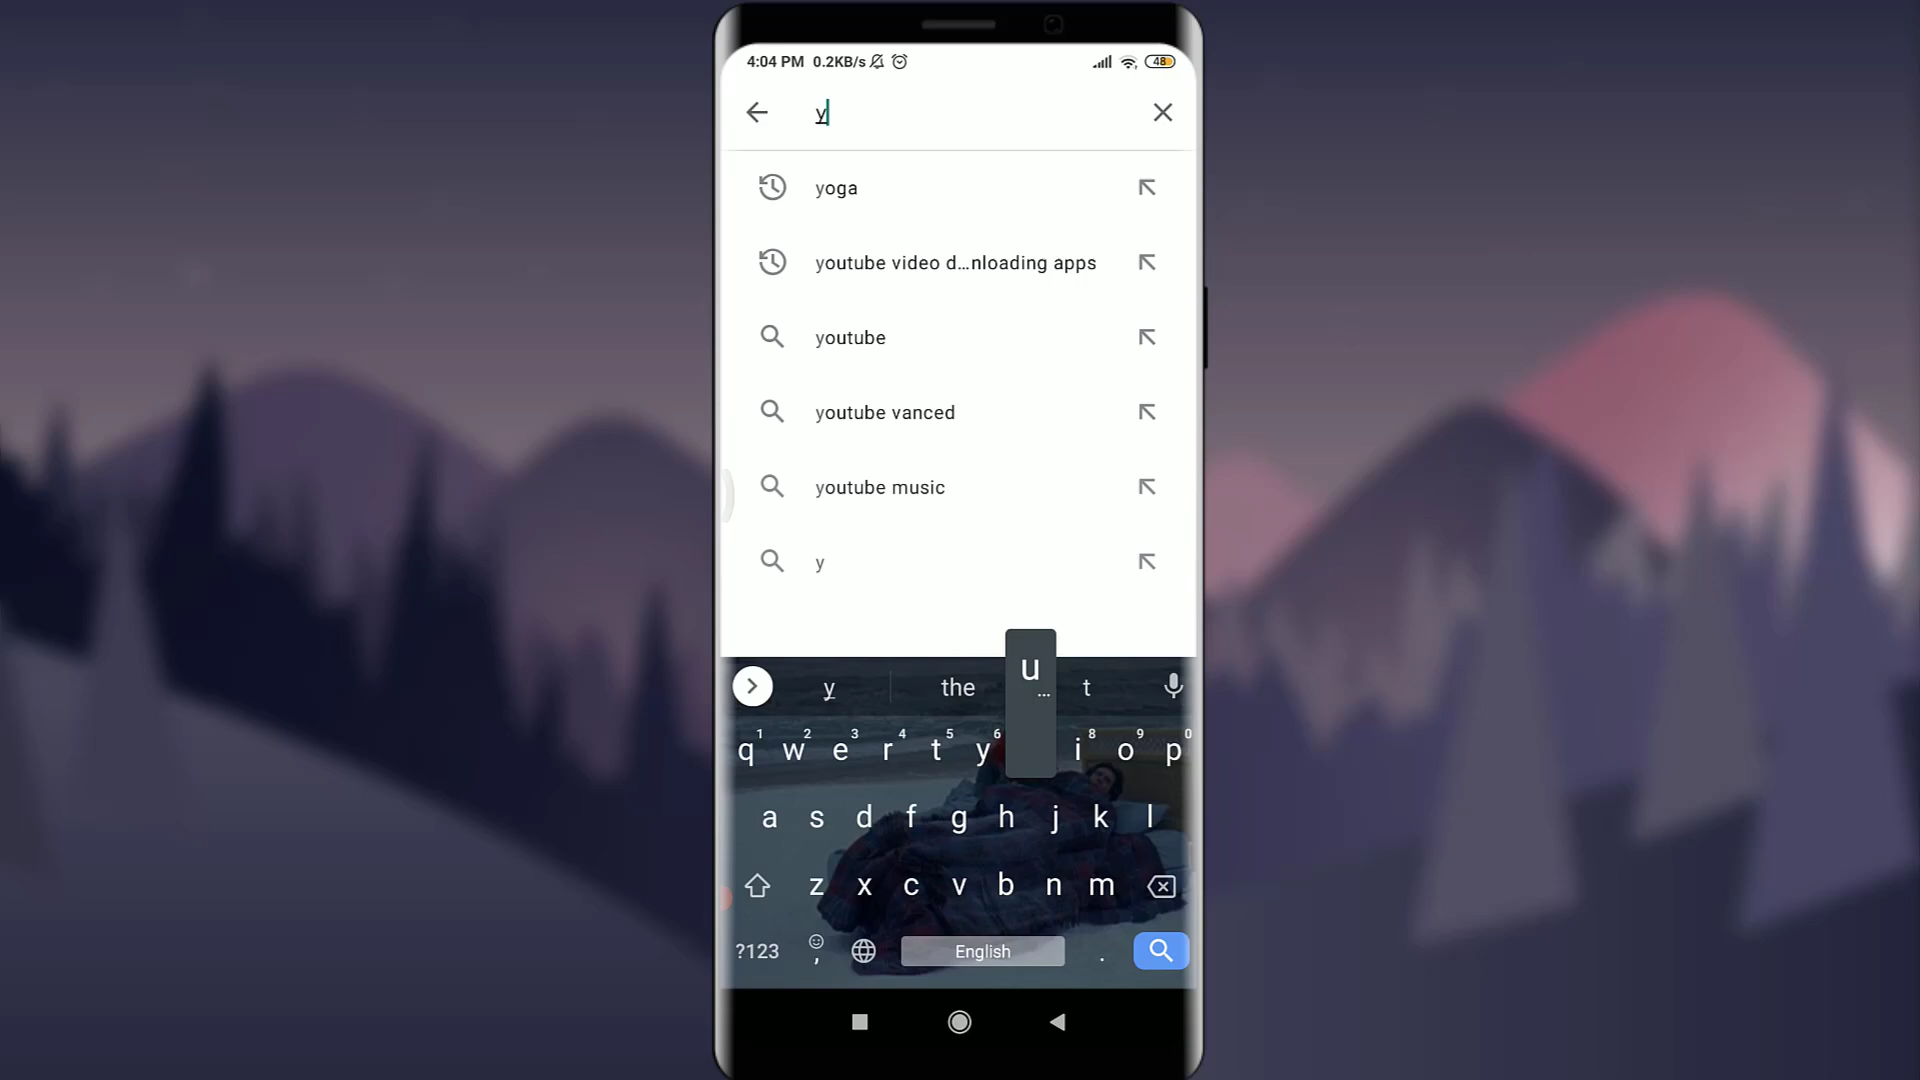 4:04 PM 0.2KB/s 48
y
yoga
youtube video d...nloading apps
youtube
youtube vanced
youtube music
y
y the t
u
...
1 2 3 4 5 6 8 9 0
q w e r t y i o p
a s d f g h j k l
z x c v b n m
?123 , English .